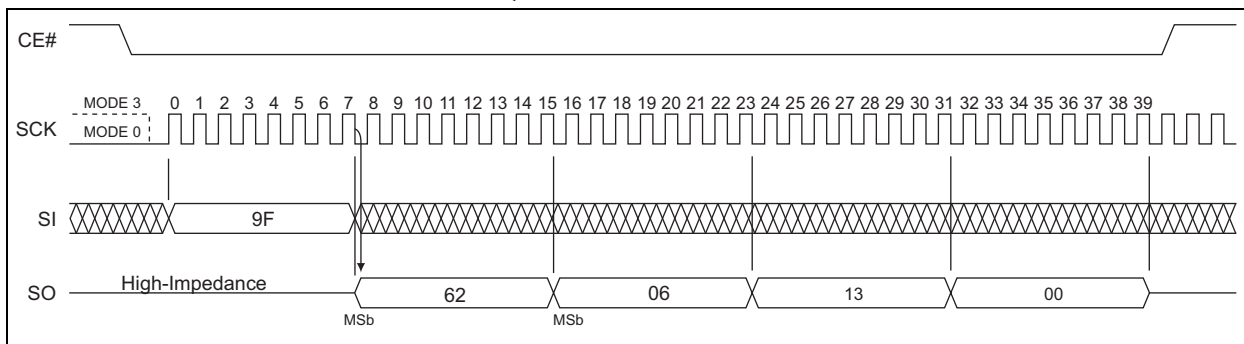 CE#
MODE 3 0 1 2 3 4 5 6 7 8 9 10 11 12 13 14 15 16 17 18 19 20 21 22 23 24 25 26 27 28 29 30 31 32 33 34 35 36 37 38 39
SCK MODE 0
SI 9F
SO High-Impedance 62 06 13 00
MSb MSb